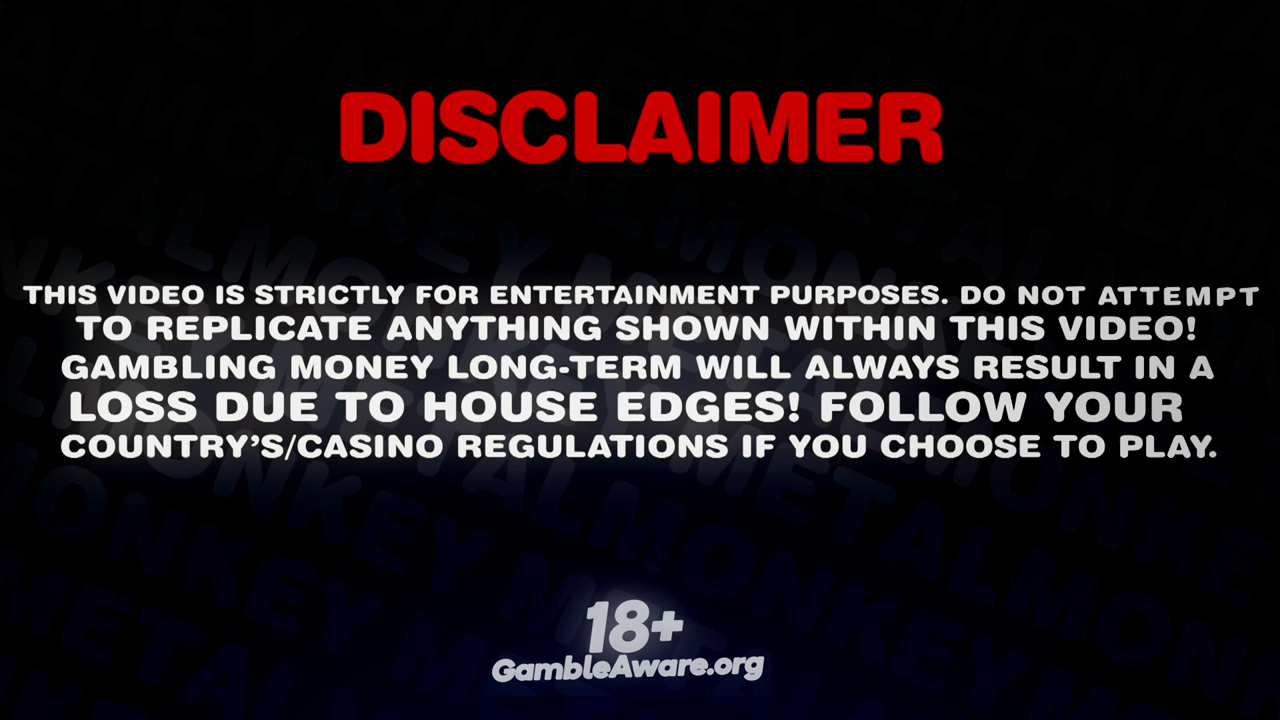 DISCLAIMER
THIS VIDEO IS STRICTLY FOR ENTERTAINMENT PURPOSES. DO NOT ATTEMPT
TO REPLICATE ANYTHING SHOWN WITHIN THIS VIDEO!
GAMBLING MONEY LONG-TERM WILL ALWAYS RESULT IN A
LOSS DUE TO HOUSE EDGES! FOLLOW YOUR
COUNTRY'S/CASINO REGULATIONS IF YOU CHOOSE TO PLAY.
18+
GambleAware.org